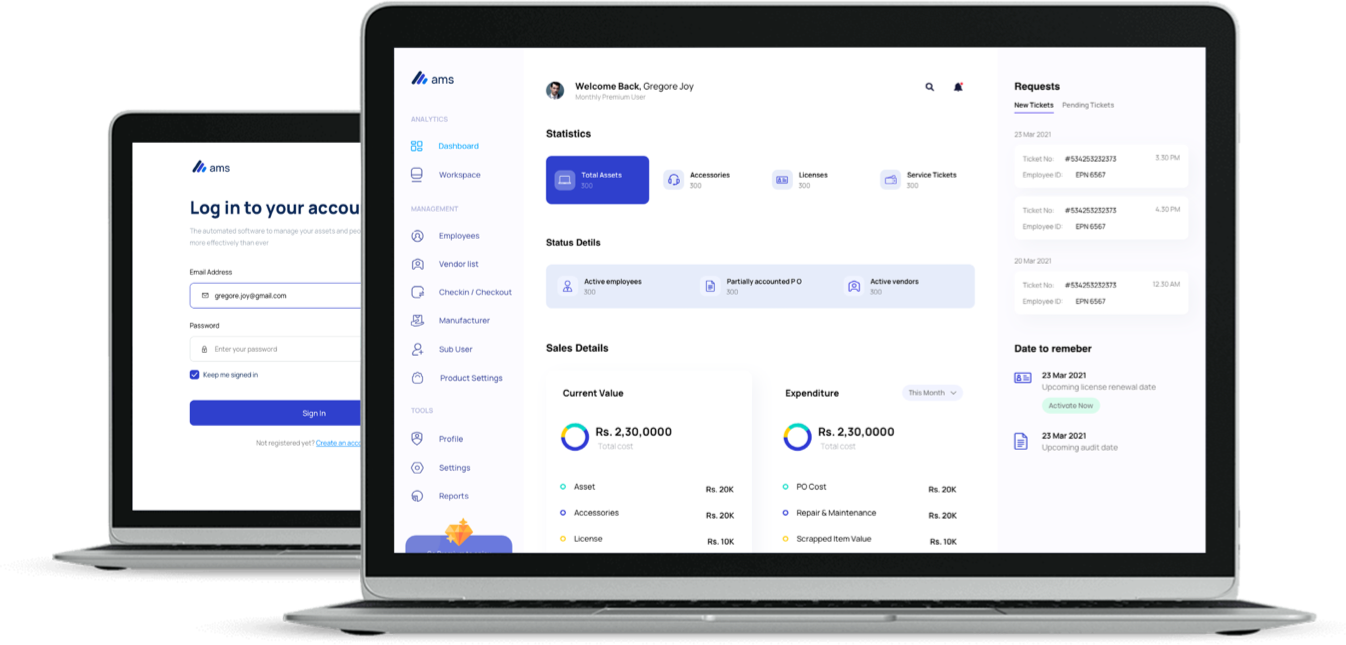 ams
Log in to your accou
The automated software to manage your assets and peo
more effectively than ever
Email Address
gregore.joy@gmail.com
Password
Enter your password
Keep me signed in
Sign In
Not registered yet? Create an acco
ams
ANALYTICS
Dashboard
Workspace
MANAGEMENT
Employees
Vendor list
Checkin / Checkout
Manufacturer
Sub User
Product Settings
TOOLS
Profile
Settings
Reports
Welcome Back, Gregore Joy
Monthly Premium User
Statistics
Total Assets
300
Accessories
300
Licenses
300
Service Tickets
300
Status Detils
Active employees
300
Partially accounted P O
300
Active vendors
300
Sales Details
Current Value
Rs. 2,30,0000
Total cost
Asset Rs. 20K
Accessories Rs. 20K
License Rs. 10K
Expenditure This Month
Rs. 2,30,0000
Total cost
PO Cost Rs. 20K
Repair & Maintenance Rs. 20K
Scrapped Item Value Rs. 10K
Requests
New Tickets Pending Tickets
23 Mar 2021
Ticket No: #534253232373 3.30 PM
Employee ID: EPN 6567
Ticket No: #534253232373 4.30 PM
Employee ID EPN 6567
20 Mar 2021
Ticket No: #534253232373 12.30 AM
Employee ID: EPN 6567
Date to remeber
23 Mar 2021
Upcoming license renewal date
Activate Now
23 Mar 2021
Upcoming audit date